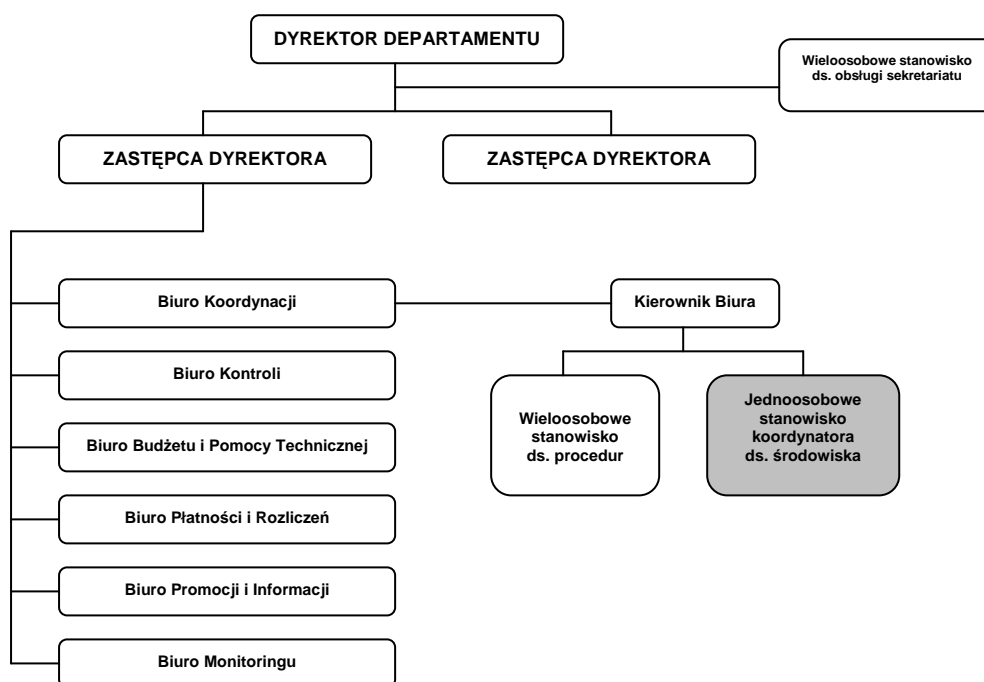 DYREKTOR DEPARTAMENTU
Wieloosobowe stanowisko
ds. obsługi sekretariatu
ZASTĘPCA DYREKTORA
ZASTĘPCA DYREKTORA
Biuro Koordynacji
Kierownik Biura
Biuro Kontroli
Wieloosobowe
stanowisko
ds. procedur
Jednoosobowe
stanowisko
koordynatora
ds. środowiska
Biuro Budżetu i Pomocy Technicznej
Biuro Płatności i Rozliczeń
Biuro Promocji i Informacji
Biuro Monitoringu